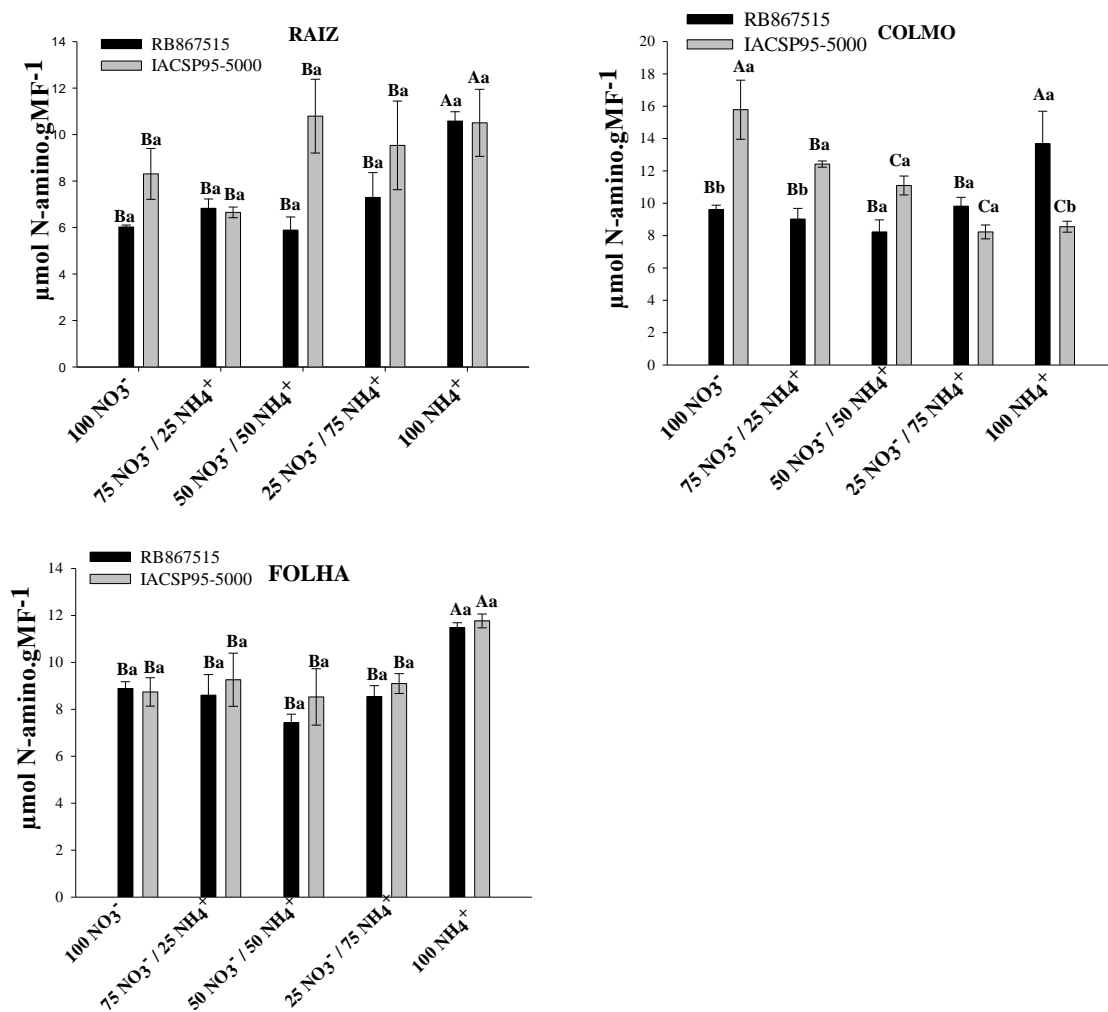 RAIZ
RB867515
IACSP95-5000
µmol N-amino.gMF-1
14
12
10
8
6
4
2
0
Ba Ba
Ba Ba
Ba Ba
Ba Ba
Aa Aa
100 NO3-
75 NO3- / 25 NH4+
50 NO3- / 50 NH4+
25 NO3- / 75 NH4+
100 NH4+
COLMO
RB867515
IACSP95-5000
µmol N-amino.gMF-1
20
18
16
14
12
10
8
6
4
2
0
Bb Aa
Bb Ba
Ba Ca
Ba Ca
Aa Cb
100 NO3-
75 NO3- / 25 NH4+
50 NO3- / 50 NH4+
25 NO3- / 75 NH4+
100 NH4+
FOLHA
RB867515
IACSP95-5000
µmol N-amino.gMF-1
14
12
10
8
6
4
2
0
Ba Ba
Ba Ba
Ba Ba
Ba Ba
Aa Aa
100 NO3-
75 NO3- / 25 NH4+
50 NO3- / 50 NH4+
25 NO3- / 75 NH4+
100 NH4+